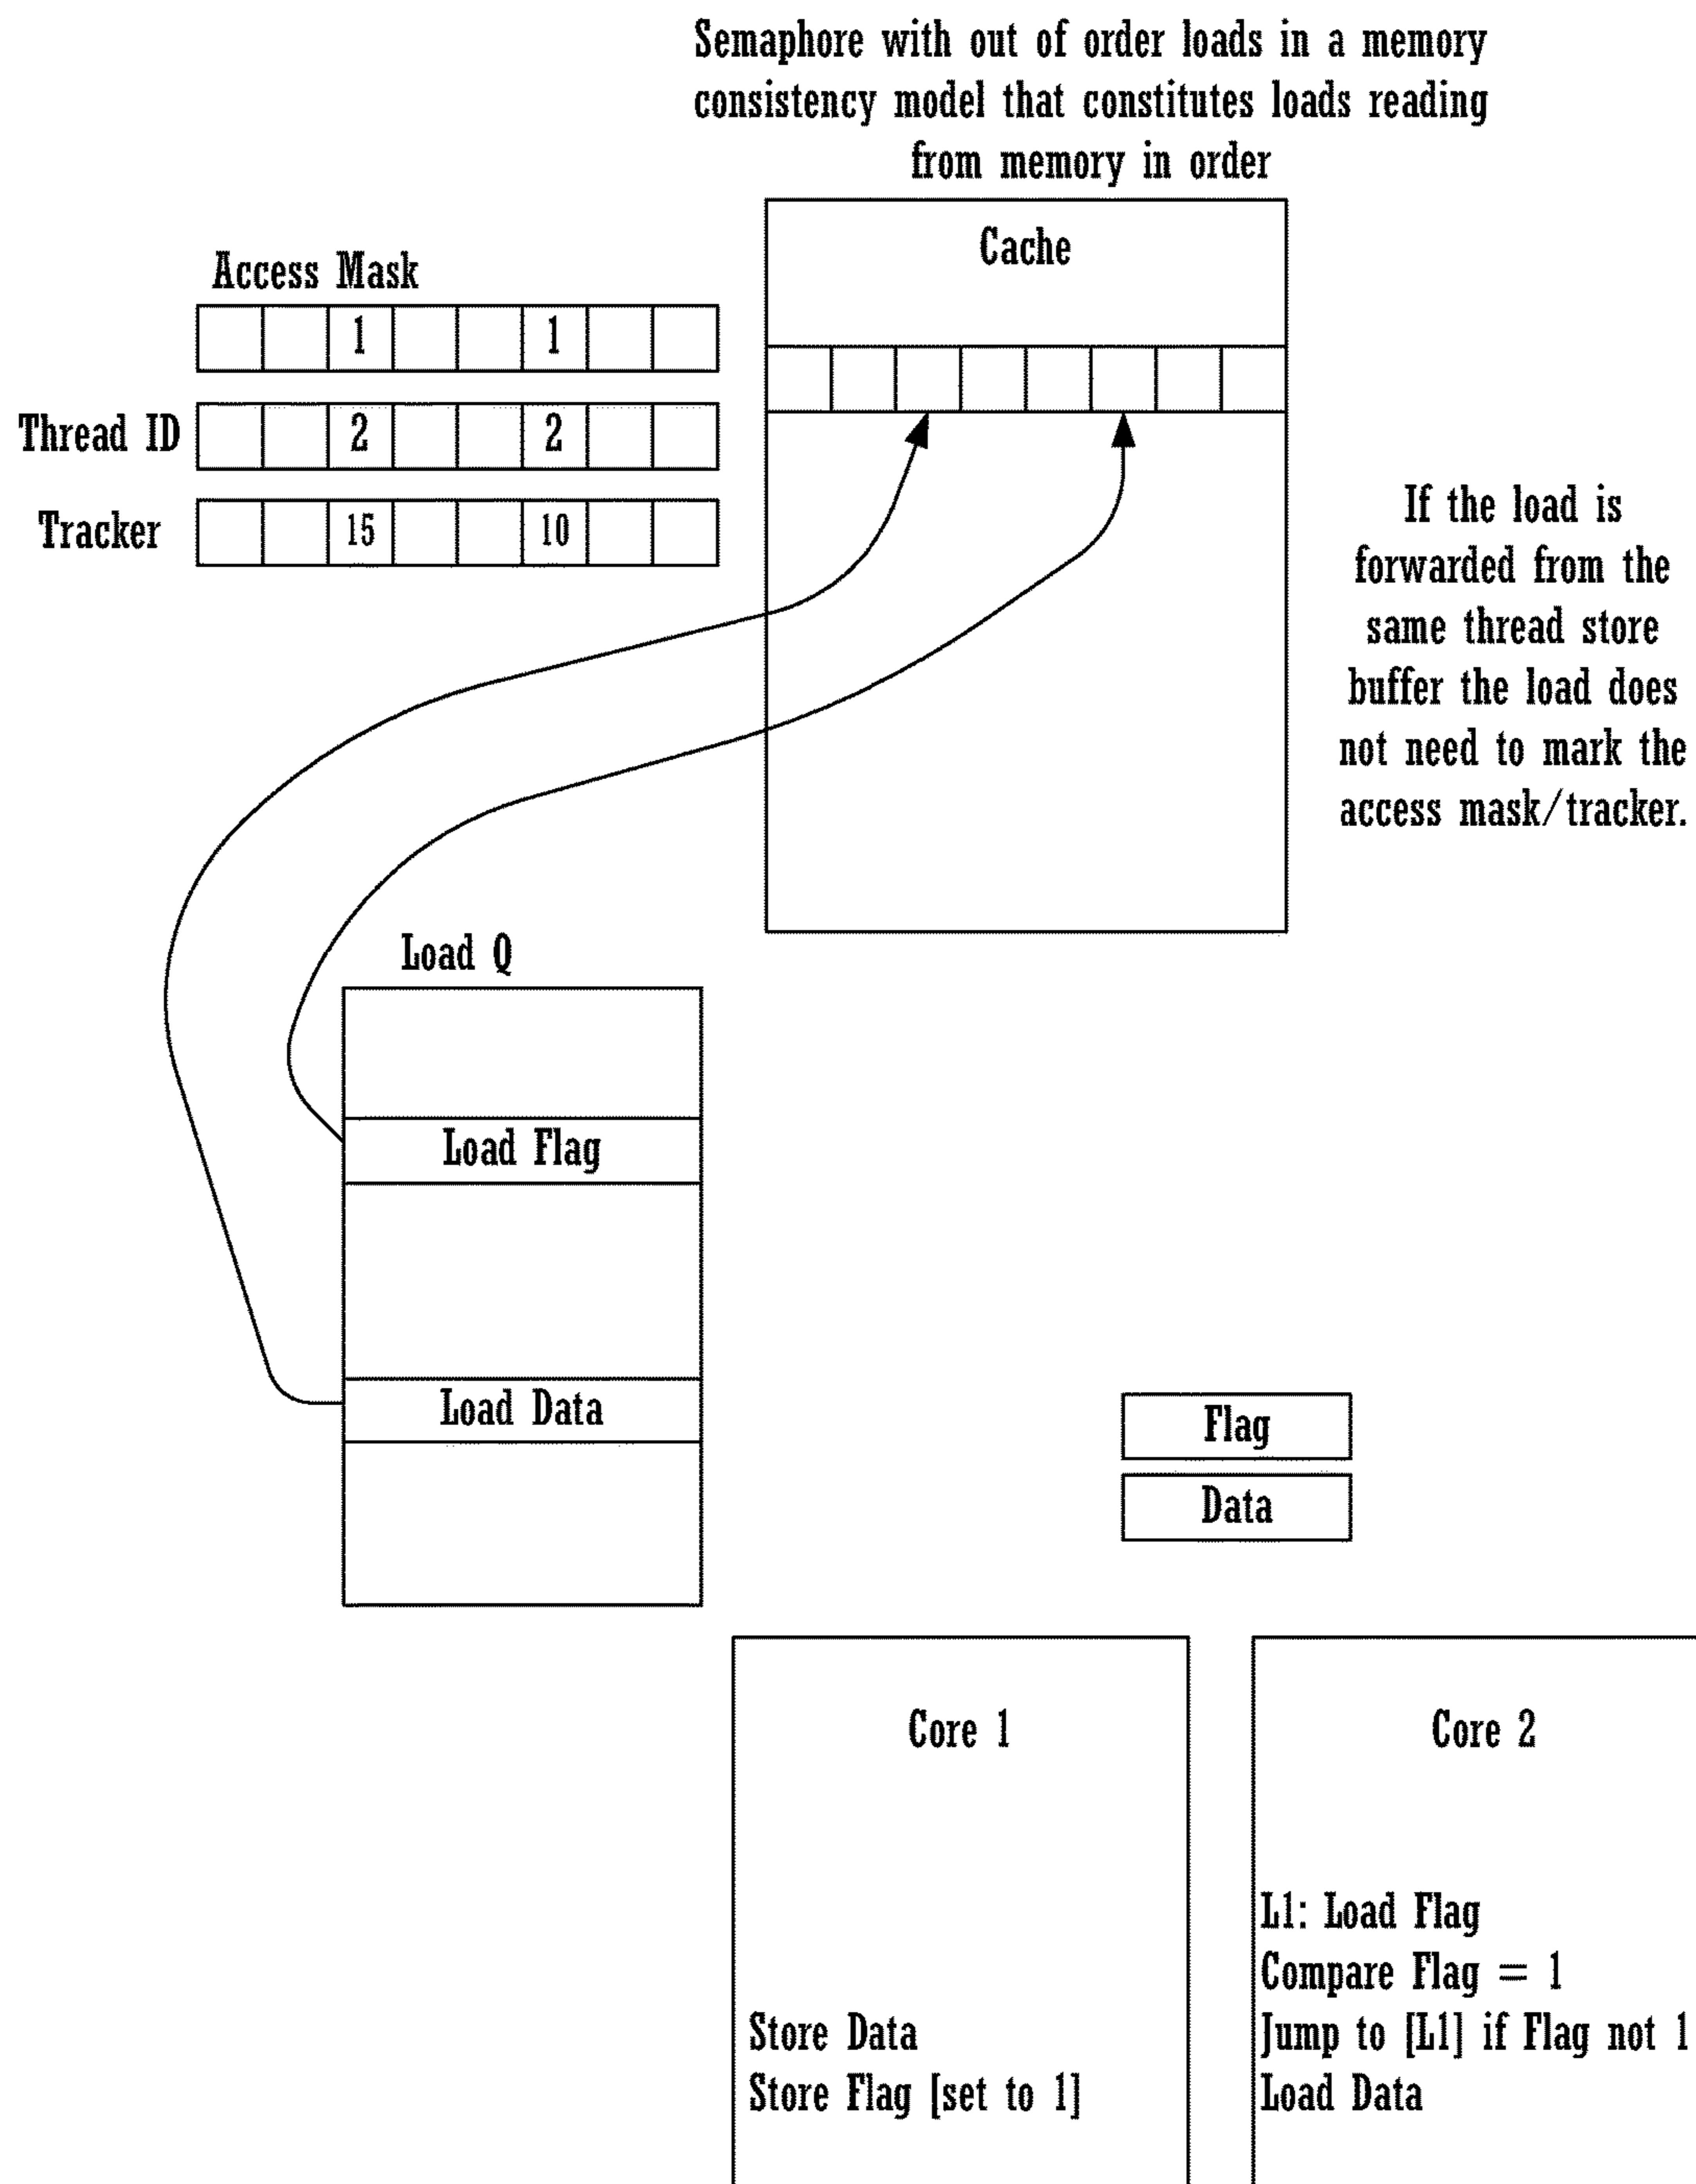 Semaphore with out of order loads in a memory
consistency model that constitutes loads reading
from memory in order
Cache
Access Mask
1 1
Thread ID 2 2
Tracker 15 10
If the load is
forwarded from the
same thread store
buffer the load does
not need to mark the
access mask/tracker.
Load Q
Load Flag
Load Data
Flag
Data
Core 1
Store Data
Store Flag [set to 1]
Core 2
L1: Load Flag
Compare Flag = 1
Jump to [L1] if Flag not 1
Load Data